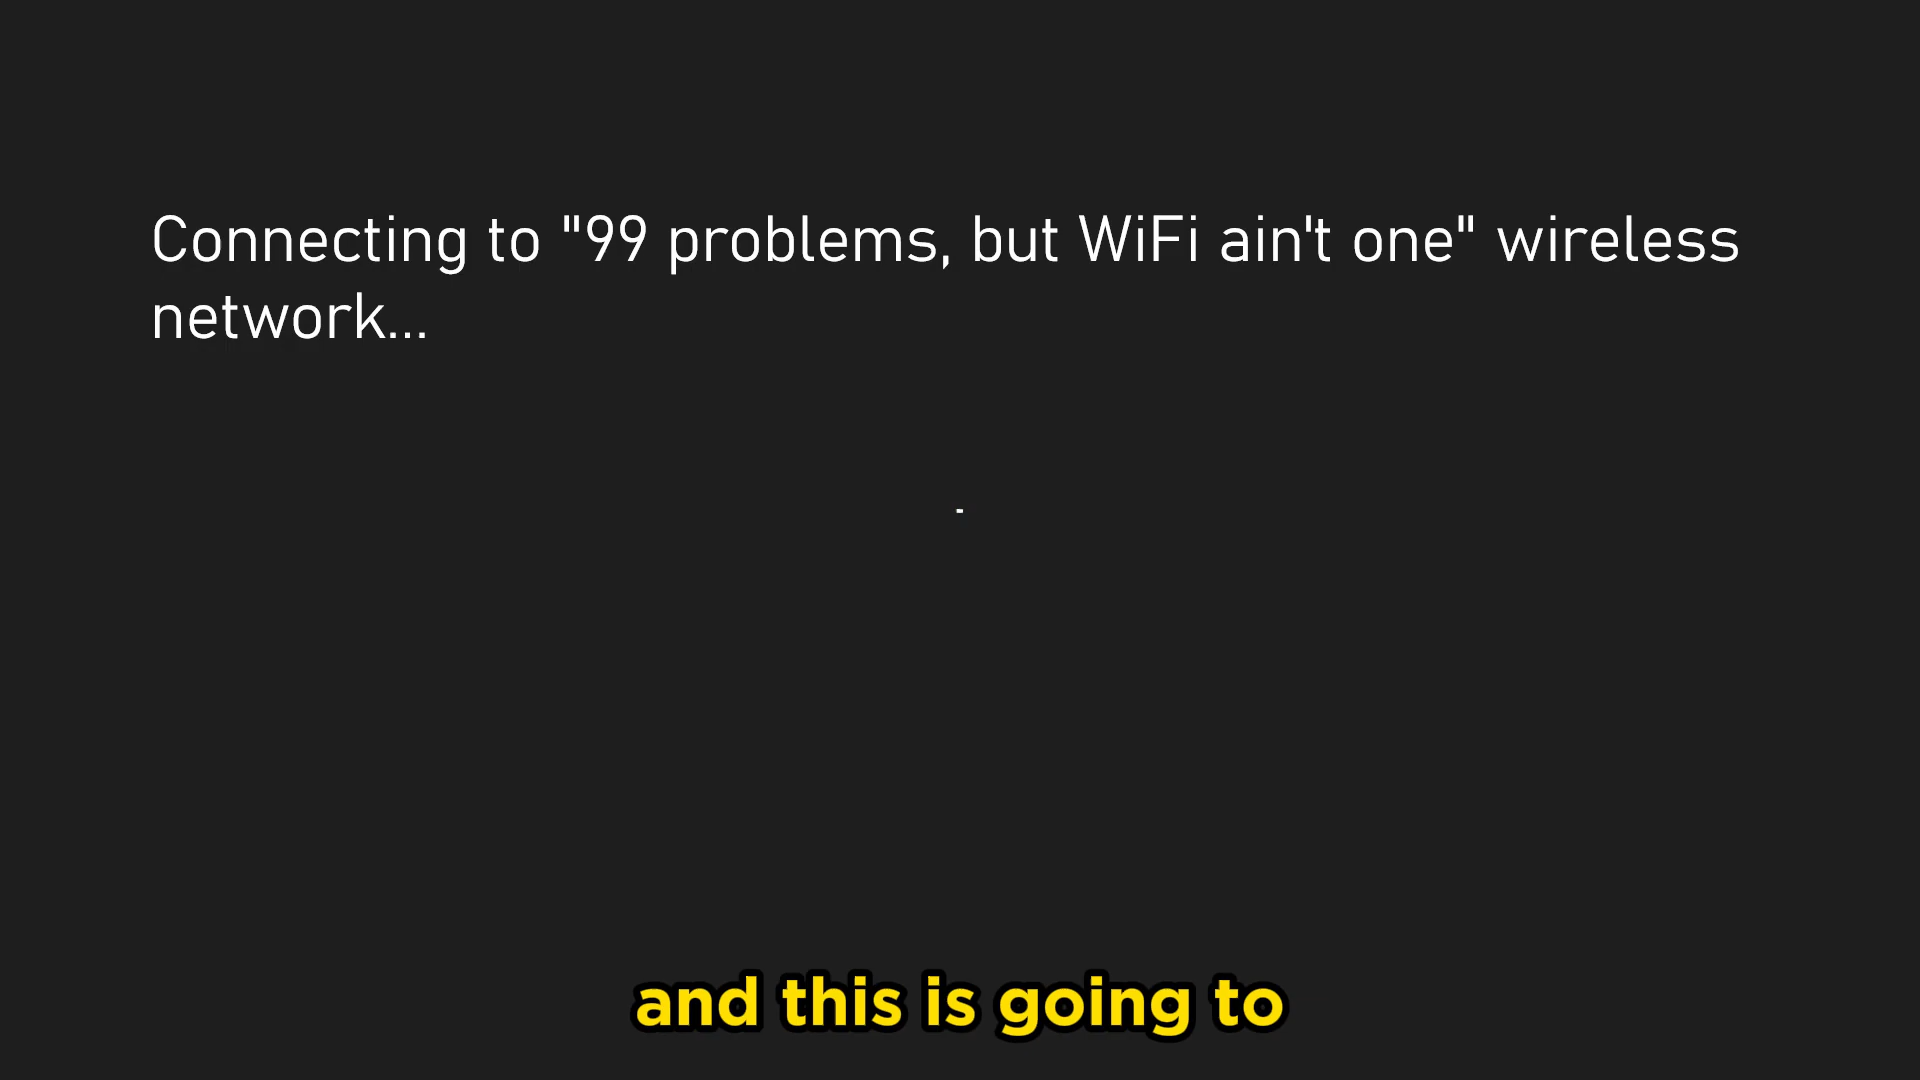 Connecting to "99 problems, but WiFi ain't one" wireless
network...
and this is going to